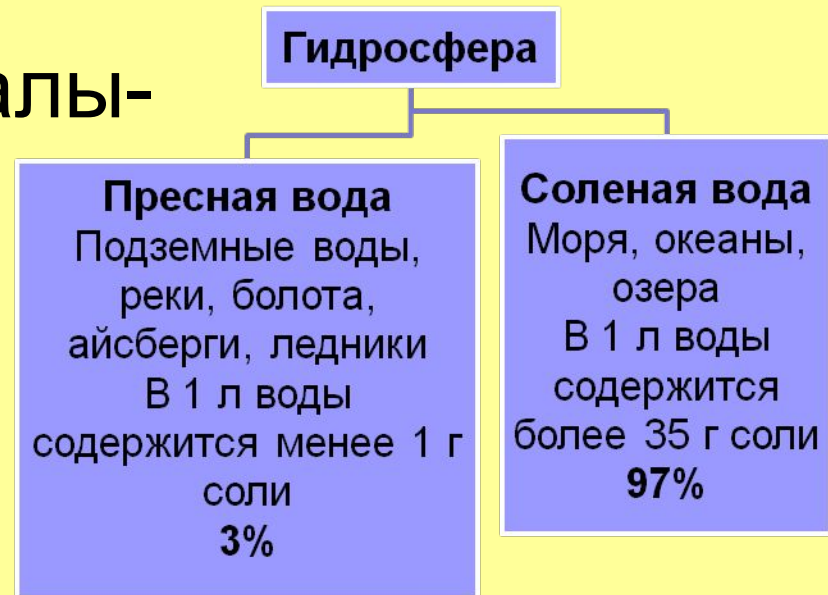 Гидросфера
алы-
Пресная вода
Подземные воды,
реки, болота,
айсберги, ледники
В 1 л воды
содержится менее 1 г
соли
3%
Соленая вода
Моря, океаны,
озера
В 1 л воды
содержится
более 35 г соли
97%